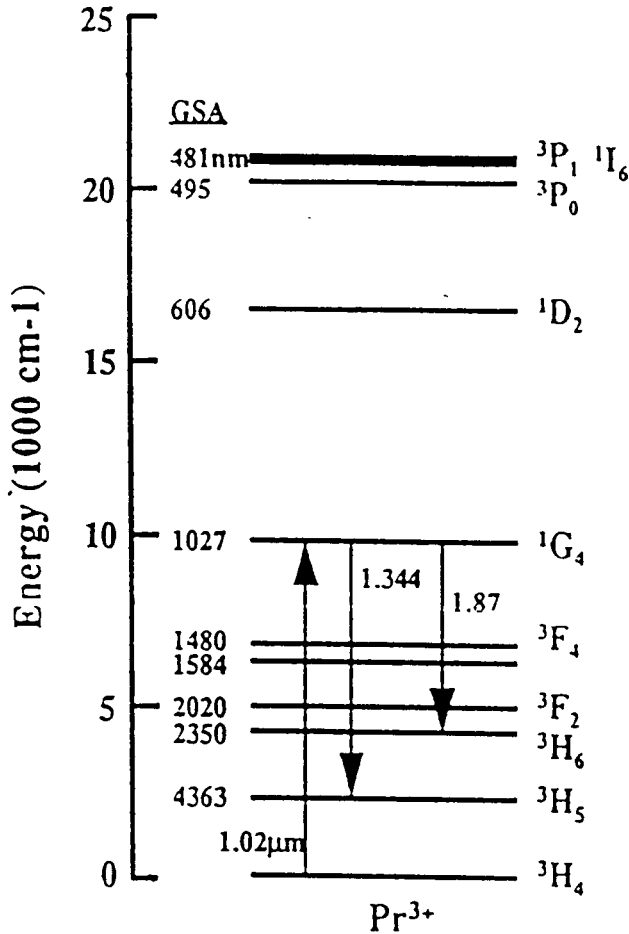 25
GSA
481nm ³P₁ ¹I₆
20
495 ³P₀
606 ¹D₂
15
10
1027 ¹G₄
1.344
1.87
1480 ³F₄
1584
5
2020 ³F₂
2350 ³H₆
4363 ³H₅
1.02µm
0 ³H₄
Pr³⁺
Energy (1000 cm-1)